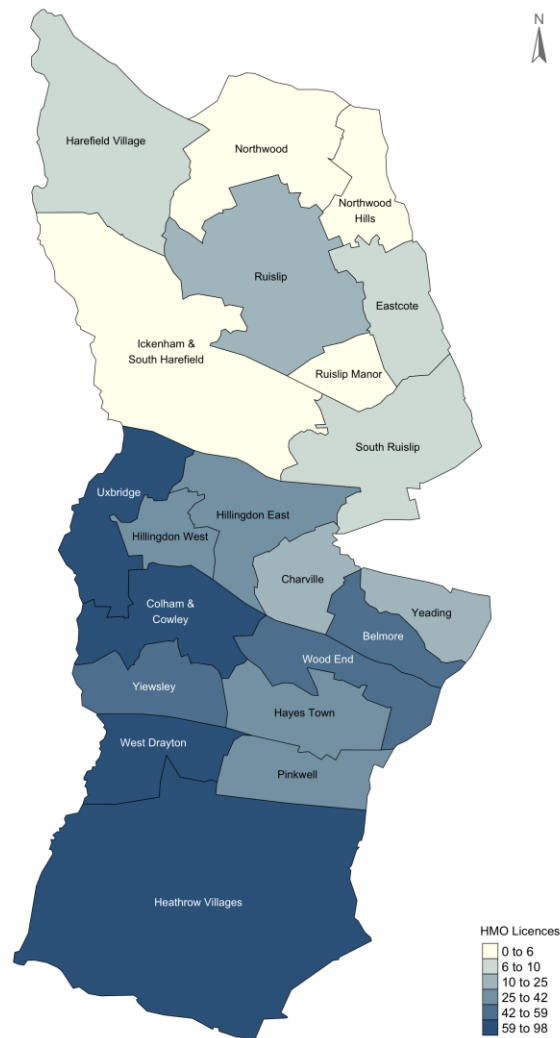 N
Harefield Village
Northwood
Northwood
Hills
Ruislip
Eastcote
Ickenham &
South Harefield
Ruislip Manor
South Ruislip
Uxbridge
Hillingdon East
Hillingdon West
Charville
Colham &
Cowley
Yeading
Belmore
Wood End
Yiewsley
Hayes Town
West Drayton
Pinkwell
Heathrow Villages
HMO Licences
0 to 6
6 to 10
10 to 25
25 to 42
42 to 59
59 to 98